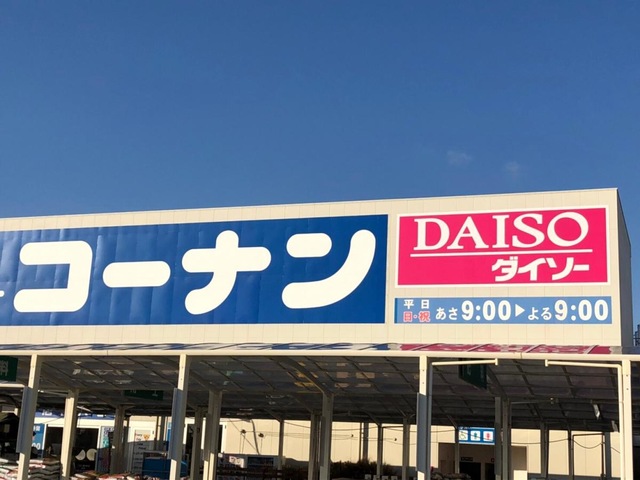 コーナン
DAISO
ダイソー
平日
日・祝
あさ9:00▶よる9:00